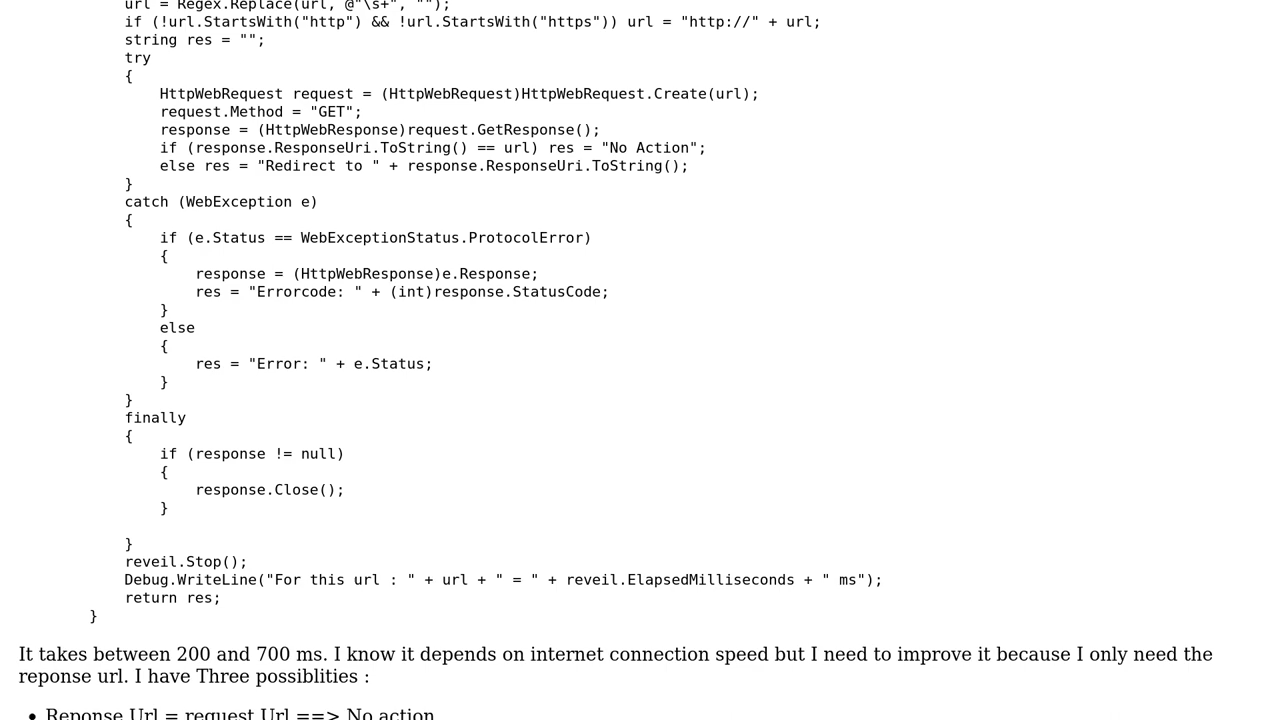 url = Regex.Replace(url, @"\s+", "");
if (!url.StartsWith("http") && !url.StartsWith("https")) url = "http://" + url;
string res = "";
try
{
HttpWebRequest request = (HttpWebRequest)HttpWebRequest.Create(url);
request.Method = "GET";
response = (HttpWebResponse)request.GetResponse();
if (response.ResponseUri.ToString() == url) res = "No Action";
else res = "Redirect to " + response.ResponseUri.ToString();
}
catch (WebException e)
{
if (e.Status == WebExceptionStatus.ProtocolError)
{
response = (HttpWebResponse)e.Response;
res = "Errorcode: " + (int)response.StatusCode;
}
else
{
res = "Error: " + e.Status;
}
}
finally
{
if (response != null)
{
response.Close();
}
}
reveil.Stop();
Debug.WriteLine("For this url : " + url + " = " + reveil.ElapsedMilliseconds + " ms");
return res;
}
It takes between 200 and 700 ms. I know it depends on internet connection speed but I need to improve it because I only need the
reponse url. I have Three possiblities :
• Reponse Url = request Url ==> No action